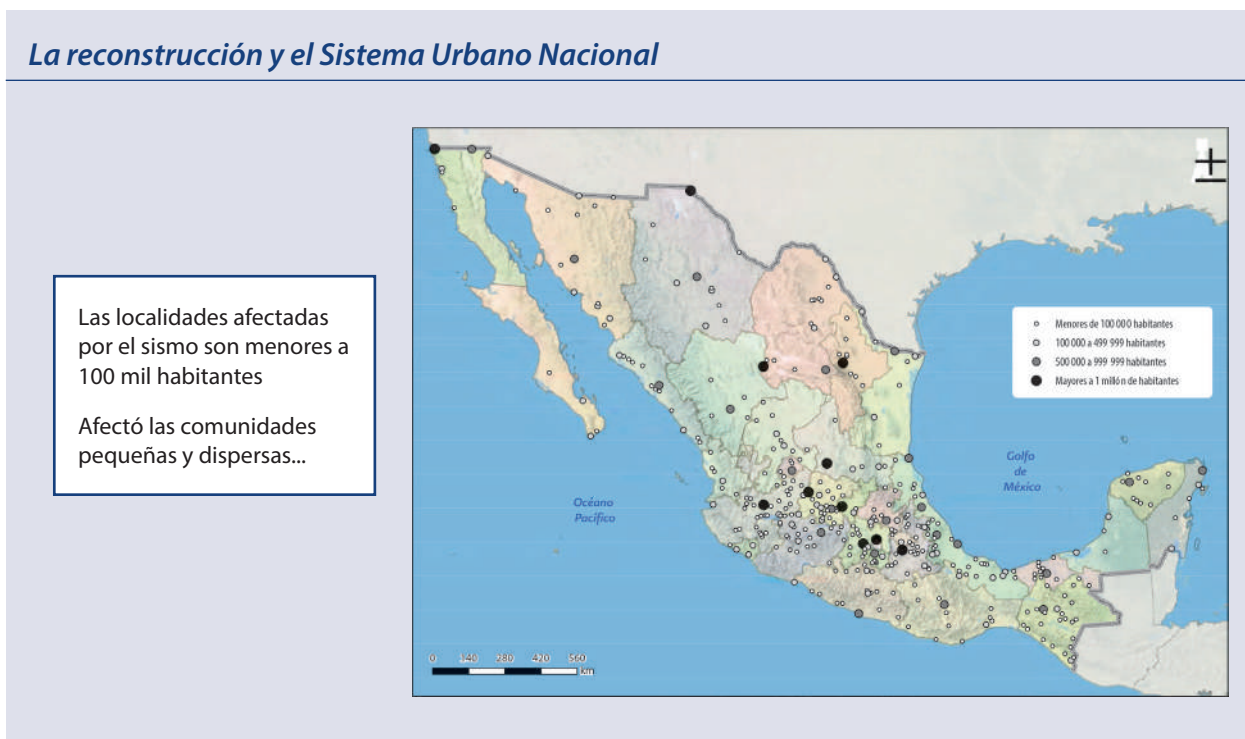 La reconstrucción y el Sistema Urbano Nacional
Las localidades afectadas
por el sismo son menores a
100 mil habitantes
Afectó las comunidades
pequeñas y dispersas...
Menores de 100 000 habitantes
100 000 a 499 999 habitantes
500 000 a 999 999 habitantes
Mayores a 1 millón de habitantes
Golfo
de
México
Océano
Pacífico
0 140 280 420 560
km